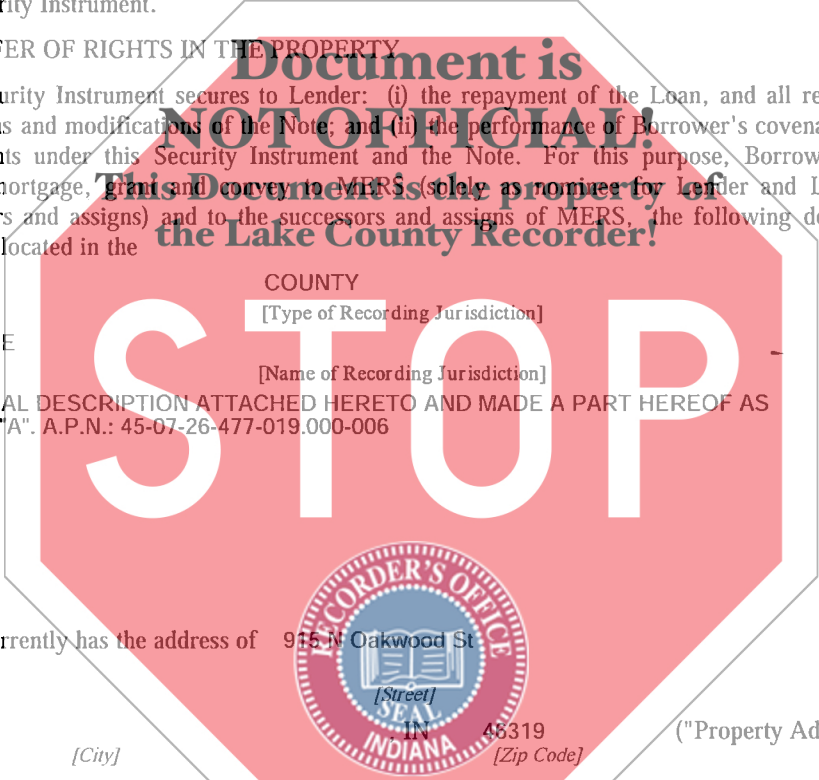 rity Instrument.
FER OF RIGHTS IN THE PROPERTY
Document is
urity Instrument secures to Lender: (i) the repayment of the Loan, and all re
NOT OFFICIAL!
s and modifications of the Note; and (ii) the performance of Borrower's covena
nts under this Security Instrument and the Note. For this purpose, Borrow
This Document is the property of
mortgage, grant and convey to MERS (solely as nominee for Lender and L
rs and assigns) and to the successors and assigns of MERS, the following de
the Lake County Recorder!
located in the
COUNTY
[Type of Recording Jurisdiction]
E
[Name of Recording Jurisdiction]
AL DESCRIPTION ATTACHED HERETO AND MADE A PART HEREOF AS
"A". A.P.N.: 45-07-26-477-019.000-006
STOP
RECORDER'S OFFICE
rrently has the address of 915 N Oakwood St
[Street]
SEAL
, IN 46319 ("Property Ad
INDIANA
[City] [Zip Code]